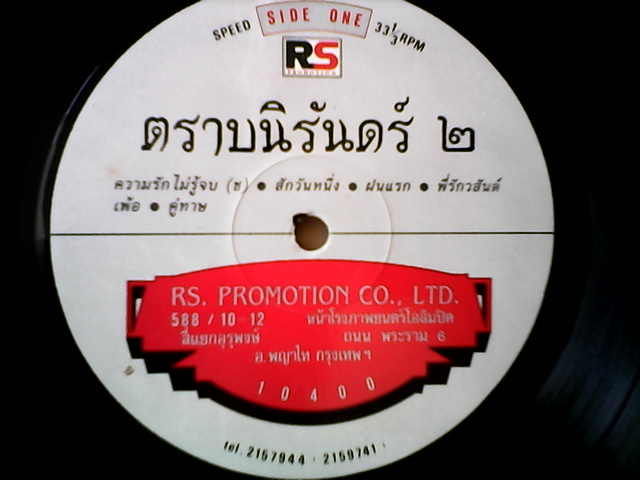 SPEED SIDE ONE 33 1/3 RPM
RS
PROMOTION
ตราบนิรันดร์ ๒
ความรักไม่รู้จบ (ช) ● สักวันหนึ่ง ● ฝนแรก ● พี่รักวสันต์
เพ้อ ● คู่ทาษ
RS. PROMOTION CO., LTD.
588 / 10-12 หน้าโรงภาพยนตร์โอลิมปิค
สี่แยกอุรุพงษ์ ถนน พระราม 6
อ.พญาไท กรุงเทพฯ
10400
tel. 2157944 · 2159741 ·